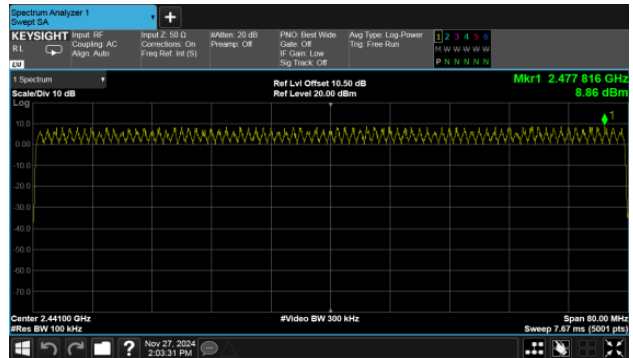 Spectrum Analyzer 1
Swept SA
KEYSIGHT
RL
LXI
Input: RF
Coupling: AC
Align: Auto
Input Z: 50 Ω
Corrections: On
Freq Ref: Int (S)
#Atten: 20 dB
Preamp: Off
PNO: Best Wide
Gate: Off
IF Gain: Low
Sig Track: Off
Avg Type: Log-Power
Trig: Free Run
1 2 3 4 5 6
M W W W W W
P N N N N N
1 Spectrum
Scale/Div 10 dB
Log
Ref Lvl Offset 10.50 dB
Ref Level 20.00 dBm
Mkr1 2.477 816 GHz
8.86 dBm
1
10.0
0.00
-10.0
-20.0
-30.0
-40.0
-50.0
-60.0
-70.0
Center 2.44100 GHz
#Res BW 100 kHz
#Video BW 300 kHz
Span 80.00 MHz
Sweep 7.67 ms (5001 pts)
?
Nov 27, 2024
2:03:31 PM